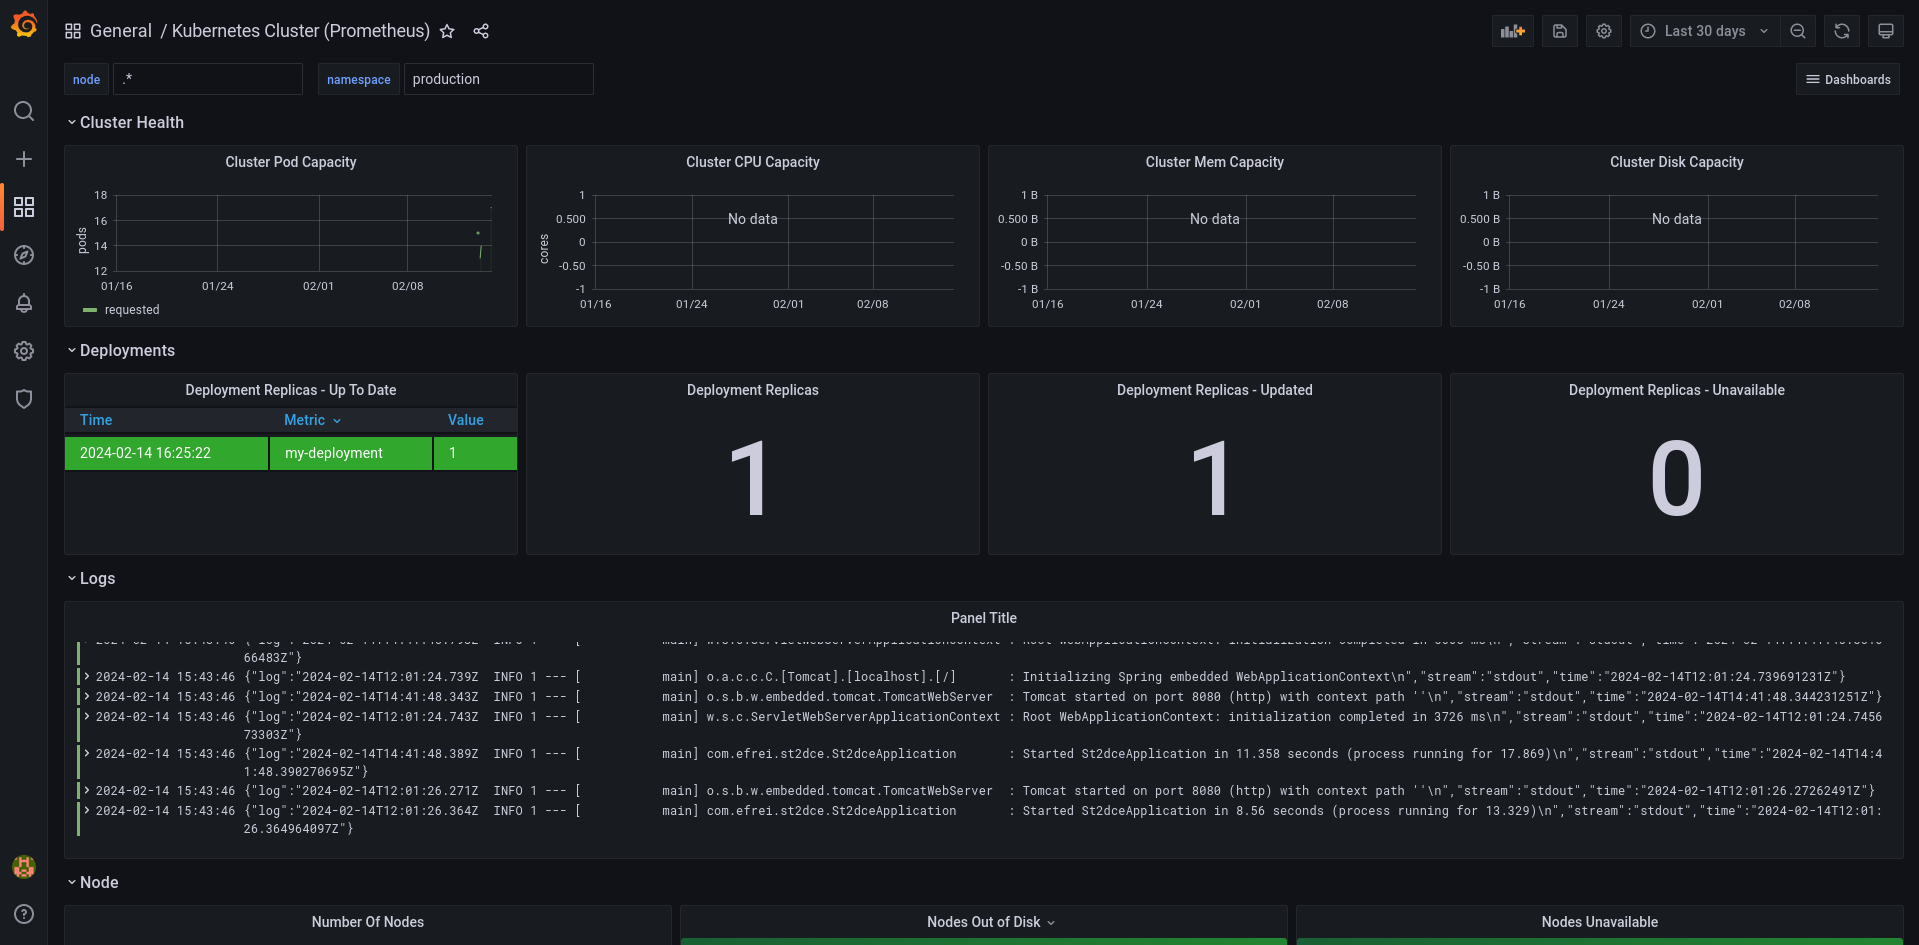 General / Kubernetes Cluster (Prometheus)
Last 30 days
node .* namespace production
Dashboards
Cluster Health
Cluster Pod Capacity
18
16
14
12
pods
01/16 01/24 02/01 02/08
requested
Cluster CPU Capacity
1
0.500
0
-0.50
-1
cores
No data
01/16 01/24 02/01 02/08
Cluster Mem Capacity
1 B
0.500 B
0 B
-0.50 B
-1 B
No data
01/16 01/24 02/01 02/08
Cluster Disk Capacity
1 B
0.500 B
0 B
-0.50 B
-1 B
No data
01/16 01/24 02/01 02/08
Deployments
Deployment Replicas - Up To Date
Time Metric Value
2024-02-14 16:25:22 my-deployment 1
Deployment Replicas
1
Deployment Replicas - Updated
1
Deployment Replicas - Unavailable
0
Logs
Panel Title
66483Z"}
2024-02-14 15:43:46 {"log":"2024-02-14T12:01:24.739Z  INFO 1 --- [           main] o.a.c.c.C.[Tomcat].[localhost].[/]       : Initializing Spring embedded WebApplicationContext\n","stream":"stdout","time":"2024-02-14T12:01:24.739691231Z"}
2024-02-14 15:43:46 {"log":"2024-02-14T14:41:48.343Z  INFO 1 --- [           main] o.s.b.w.embedded.tomcat.TomcatWebServer  : Tomcat started on port 8080 (http) with context path ''\n","stream":"stdout","time":"2024-02-14T14:41:48.344231251Z"}
2024-02-14 15:43:46 {"log":"2024-02-14T12:01:24.743Z  INFO 1 --- [           main] w.s.c.ServletWebServerApplicationContext : Root WebApplicationContext: initialization completed in 3726 ms\n","stream":"stdout","time":"2024-02-14T12:01:24.7456
73303Z"}
2024-02-14 15:43:46 {"log":"2024-02-14T14:41:48.389Z  INFO 1 --- [           main] com.efrei.st2dce.St2dceApplication       : Started St2dceApplication in 11.358 seconds (process running for 17.869)\n","stream":"stdout","time":"2024-02-14T14:4
1:48.390270695Z"}
2024-02-14 15:43:46 {"log":"2024-02-14T12:01:26.271Z  INFO 1 --- [           main] o.s.b.w.embedded.tomcat.TomcatWebServer  : Tomcat started on port 8080 (http) with context path ''\n","stream":"stdout","time":"2024-02-14T12:01:26.27262491Z"}
2024-02-14 15:43:46 {"log":"2024-02-14T12:01:26.364Z  INFO 1 --- [           main] com.efrei.st2dce.St2dceApplication       : Started St2dceApplication in 8.56 seconds (process running for 13.329)\n","stream":"stdout","time":"2024-02-14T12:01:
26.364964097Z"}
Node
Number Of Nodes
Nodes Out of Disk
Nodes Unavailable